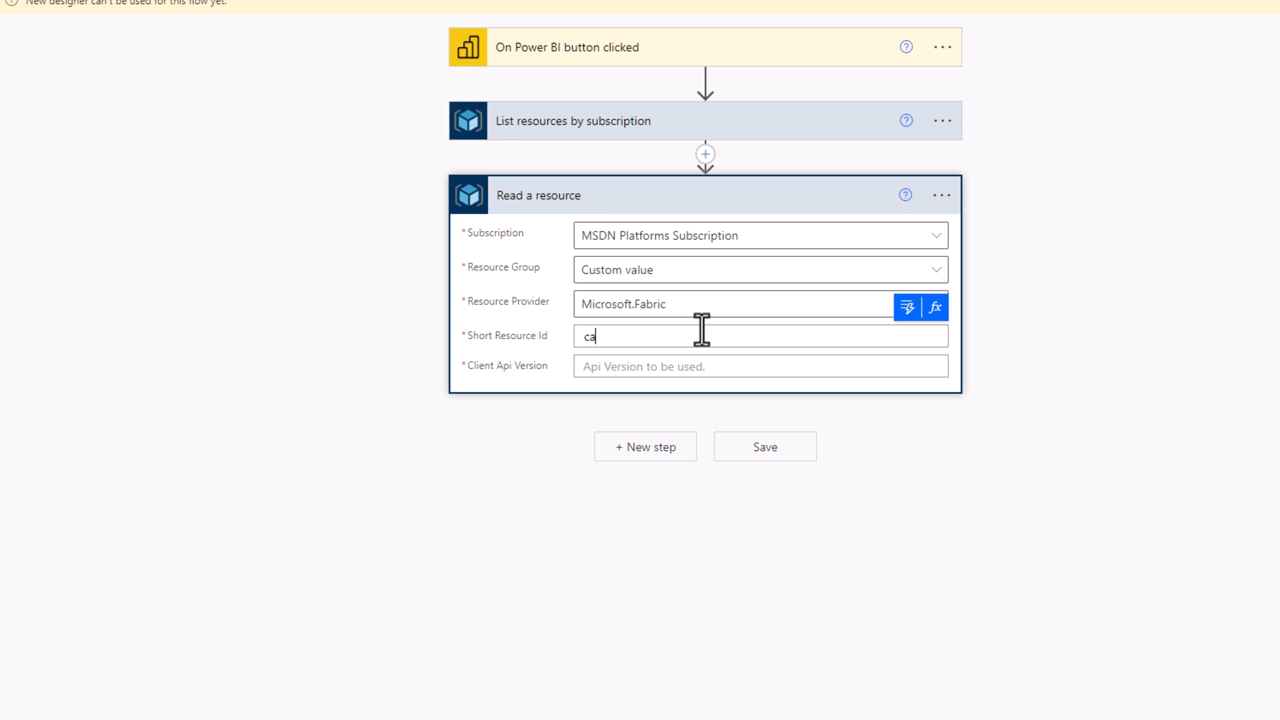 New designer can't be used for this flow yet.
On Power BI button clicked
List resources by subscription
Read a resource
* Subscription
MSDN Platforms Subscription
* Resource Group
Custom value
* Resource Provider
Microsoft.Fabric
fx
* Short Resource Id
ca
* Client Api Version
Api Version to be used.
+ New step
Save